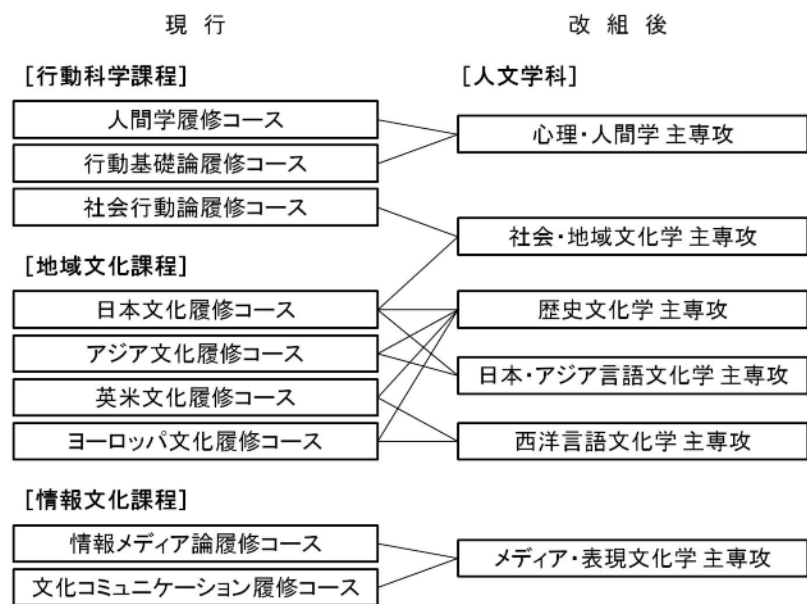 現 行
改 組 後
[行動科学課程]
[人文学科]
人間学履修コース
心理・人間学 主専攻
行動基礎論履修コース
社会行動論履修コース
社会・地域文化学 主専攻
[地域文化課程]
日本文化履修コース
歴史文化学 主専攻
アジア文化履修コース
日本・アジア言語文化学 主専攻
英米文化履修コース
ヨーロッパ文化履修コース
西洋言語文化学 主専攻
[情報文化課程]
情報メディア論履修コース
メディア・表現文化学 主専攻
文化コミュニケーション履修コース